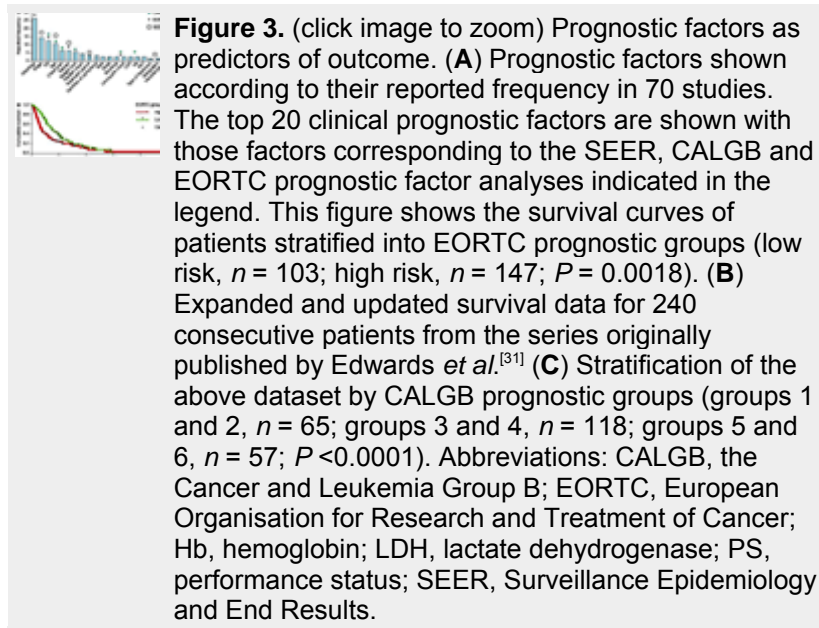 Figure 3. (click image to zoom) Prognostic factors as
predictors of outcome. (A) Prognostic factors shown
according to their reported frequency in 70 studies.
The top 20 clinical prognostic factors are shown with
those factors corresponding to the SEER, CALGB and
EORTC prognostic factor analyses indicated in the
legend. This figure shows the survival curves of
patients stratified into EORTC prognostic groups (low
risk, n = 103; high risk, n = 147; P = 0.0018). (B)
Expanded and updated survival data for 240
consecutive patients from the series originally
published by Edwards et al.[31] (C) Stratification of the
above dataset by CALGB prognostic groups (groups 1
and 2, n = 65; groups 3 and 4, n = 118; groups 5 and
6, n = 57; P <0.0001). Abbreviations: CALGB, the
Cancer and Leukemia Group B; EORTC, European
Organisation for Research and Treatment of Cancer;
Hb, hemoglobin; LDH, lactate dehydrogenase; PS,
performance status; SEER, Surveillance Epidemiology
and End Results.